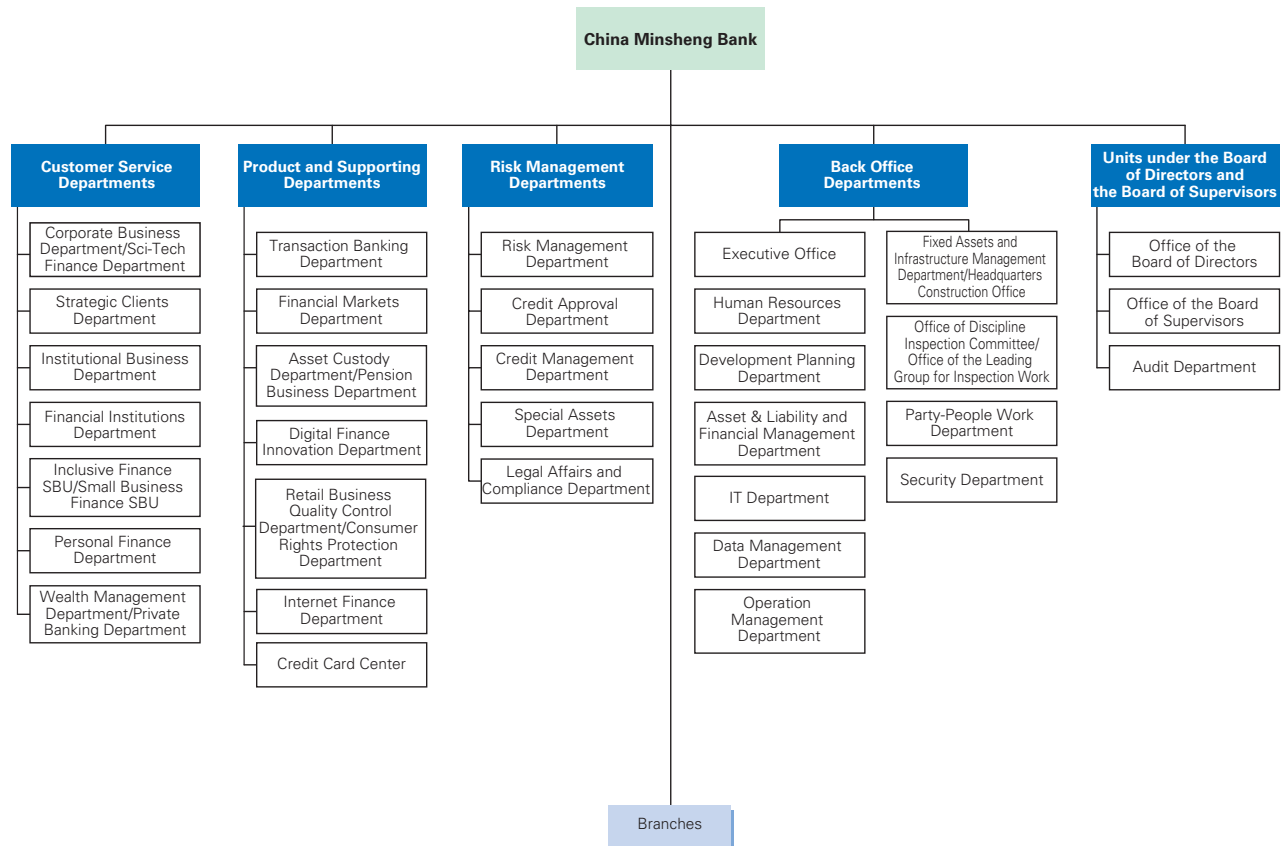 China Minsheng Bank
Customer Service
Departments
Corporate Business
Department/Sci-Tech
Finance Department
Strategic Clients
Department
Institutional Business
Department
Financial Institutions
Department
Inclusive Finance
SBU/Small Business
Finance SBU
Personal Finance
Department
Wealth Management
Department/Private
Banking Department
Product and Supporting
Departments
Transaction Banking
Department
Financial Markets
Department
Asset Custody
Department/Pension
Business Department
Digital Finance
Innovation Department
Retail Business
Quality Control
Department/Consumer
Rights Protection
Department
Internet Finance
Department
Credit Card Center
Risk Management
Departments
Risk Management
Department
Credit Approval
Department
Credit Management
Department
Special Assets
Department
Legal Affairs and
Compliance Department
Back Office
Departments
Executive Office
Human Resources
Department
Development Planning
Department
Asset & Liability and
Financial Management
Department
IT Department
Data Management
Department
Operation
Management
Department
Fixed Assets and
Infrastructure Management
Department/Headquarters
Construction Office
Office of Discipline
Inspection Committee/
Office of the Leading
Group for Inspection Work
Party-People Work
Department
Security Department
Units under the Board
of Directors and
the Board of Supervisors
Office of the
Board of Directors
Office of the Board
of Supervisors
Audit Department
Branches